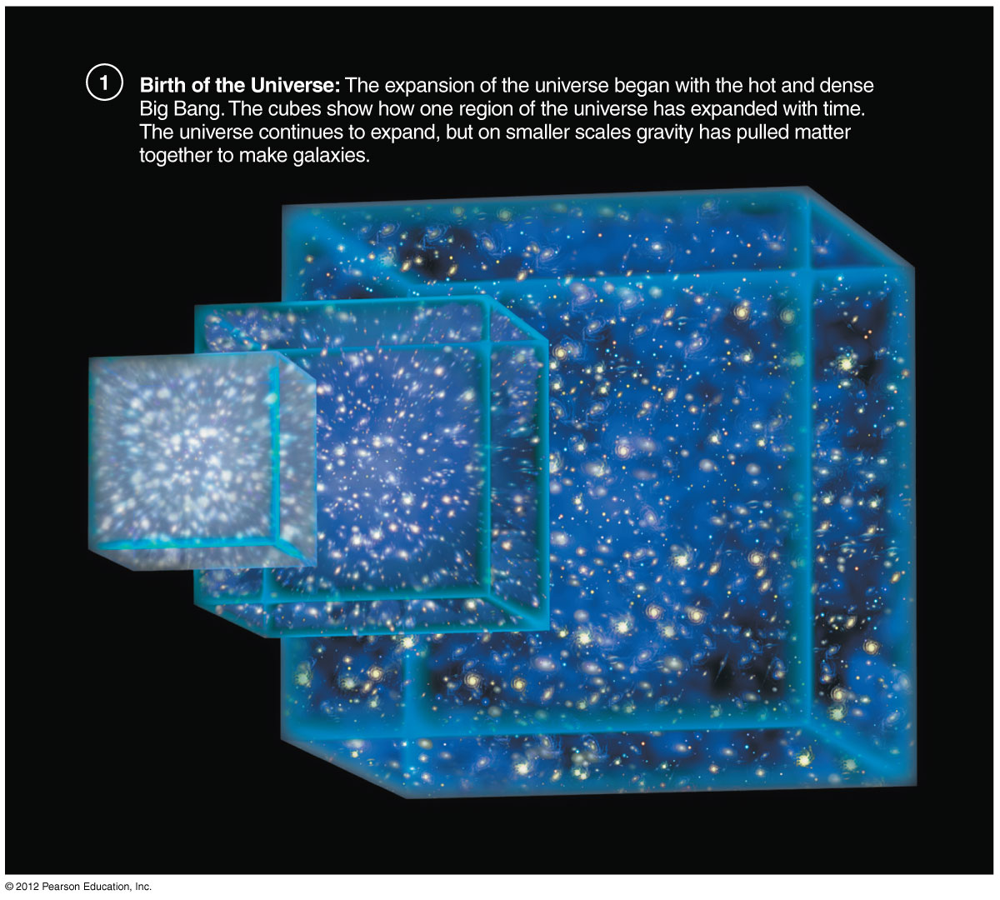 1
Birth of the Universe: The expansion of the universe began with the hot and dense
Big Bang. The cubes show how one region of the universe has expanded with time.
The universe continues to expand, but on smaller scales gravity has pulled matter
together to make galaxies.
© 2012 Pearson Education, Inc.